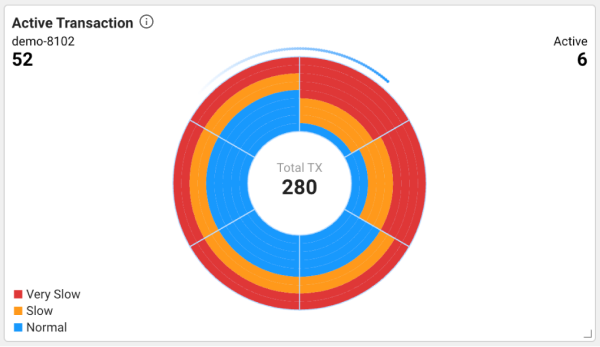 Active Transaction
demo-8102
52
Active
6
Total TX
280
Very Slow
Slow
Normal